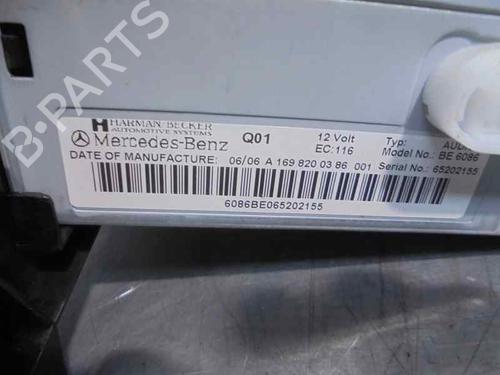 B-PARTS
HARMAN/BECKER
AUTOMOTIVE SYSTEMS
Mercedes-Benz Q01 12 Volt Typ:
EC:116 Model No.: BE 6086
DATE OF MANUFACTURE: 06/06 A 169 820 03 86 001 Serial No.: 65202155
6086BE065202155